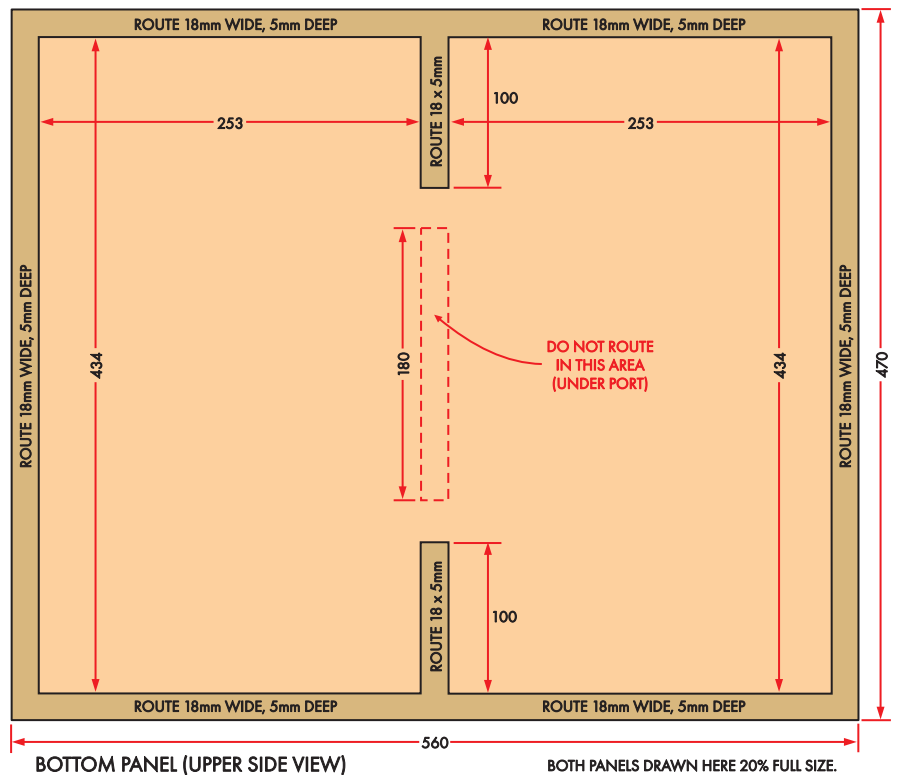 ROUTE 18mm WIDE, 5mm DEEP
ROUTE 18mm WIDE, 5mm DEEP
ROUTE 18 x 5mm
100
253
253
ROUTE 18mm WIDE, 5mm DEEP
434
180
DO NOT ROUTE
IN THIS AREA
(UNDER PORT)
434
ROUTE 18mm WIDE, 5mm DEEP
470
ROUTE 18 x 5mm
100
ROUTE 18mm WIDE, 5mm DEEP
ROUTE 18mm WIDE, 5mm DEEP
560
BOTTOM PANEL (UPPER SIDE VIEW)
BOTH PANELS DRAWN HERE 20% FULL SIZE.